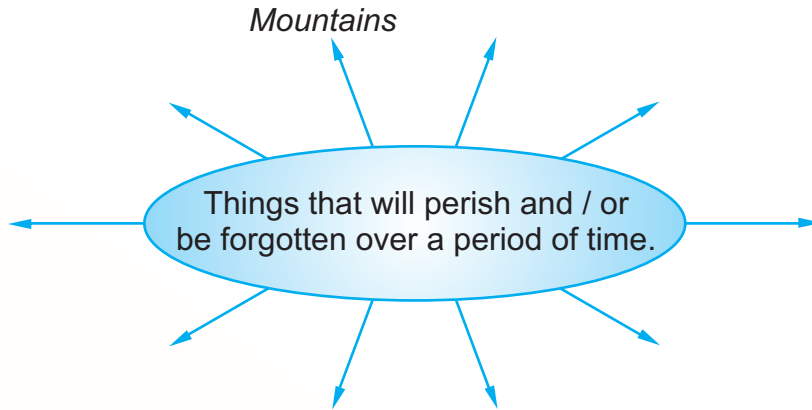 Mountains
Things that will perish and / or
be forgotten over a period of time.